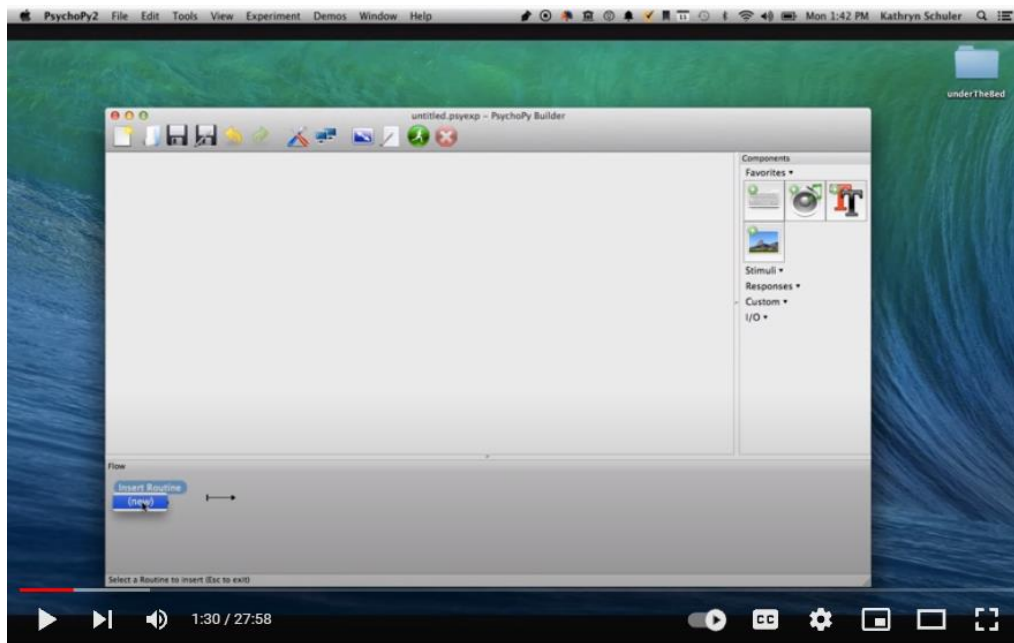 PsychoPy2 File Edit Tools View Experiment Demos Window Help Mon 1:42 PM Kathryn Schuler
underTheBed
untitled.psyexp – PsychoPy Builder
Components
Favorites
Stimuli
Responses
Custom
I/O
Flow
Insert Routine
(new)
Select a Routine to insert (Esc to exit)
1:30 / 27:58
CC